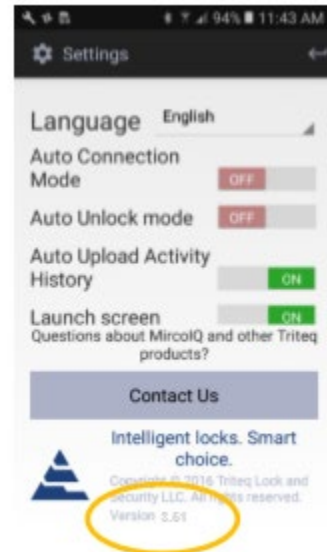 94% 11:43 AM
Settings
Language English
Auto Connection
Mode OFF
Auto Unlock mode OFF
Auto Upload Activity
History ON
Launch screen ON
Questions about MircoIQ and other Triteq
products?
Contact Us
Intelligent locks. Smart
choice.
Copyright © 2016 Triteq Lock and
Security LLC. All rights reserved.
Version